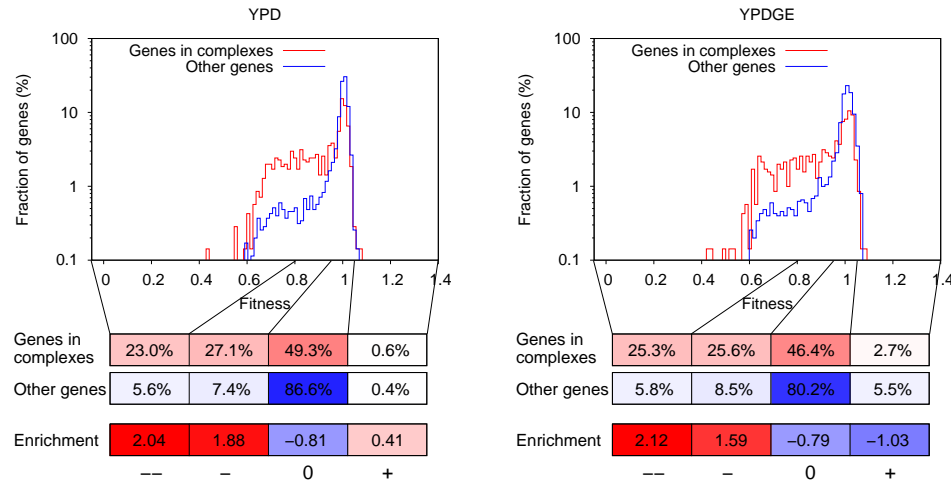 YPD
100
10
1
0.1
Fraction of genes (%)
Genes in complexes
Other genes
0 0.2 0.4 0.6 0.8 1.0 1.2 1.4
Fitness
Genes in complexes 23.0% 27.1% 49.3% 0.6%
Other genes 5.6% 7.4% 86.6% 0.4%
Enrichment 2.04 1.88 −0.81 0.41
−− − 0 +
YPDGE
100
10
1
0.1
Fraction of genes (%)
Genes in complexes
Other genes
0 0.2 0.4 0.6 0.8 1.0 1.2 1.4
Fitness
Genes in complexes 25.3% 25.6% 46.4% 2.7%
Other genes 5.8% 8.5% 80.2% 5.5%
Enrichment 2.12 1.59 −0.79 −1.03
−− − 0 +